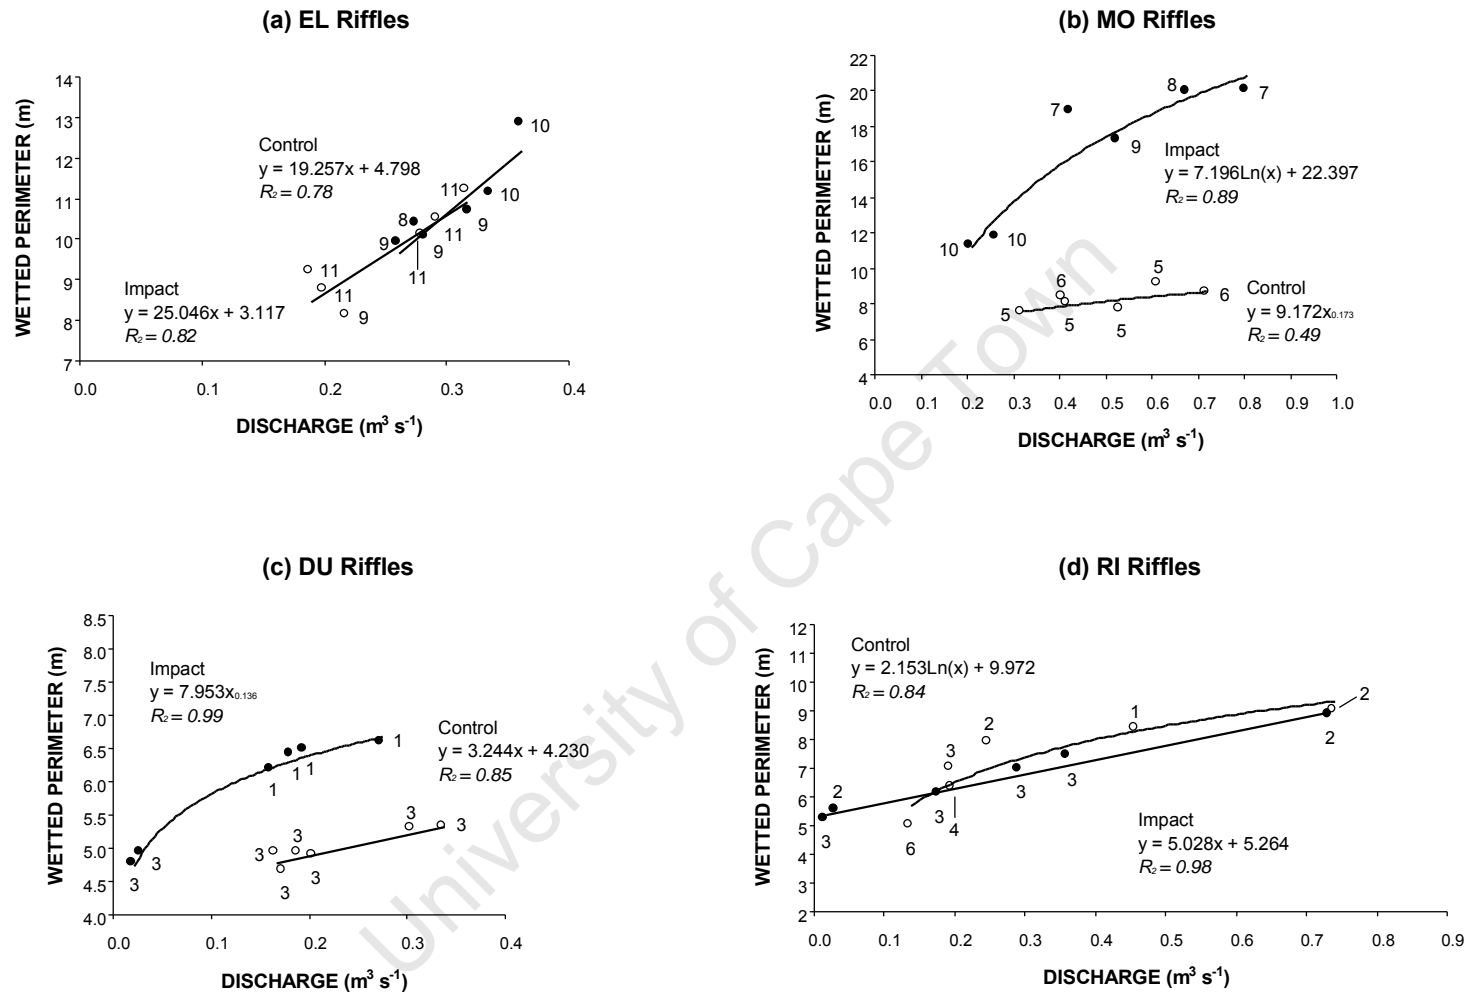 (a) EL Riffles
WETTED PERIMETER (m)
14
13
12
11
10
9
8
7
0.0 0.1 0.2 0.3 0.4
DISCHARGE (m³ s⁻¹)
Control
y = 19.257x + 4.798
R₂ = 0.78
Impact
y = 25.046x + 3.117
R₂ = 0.82
10
10
11
8
9
9
11
9
11
11
11
9
(b) MO Riffles
WETTED PERIMETER (m)
22
20
18
16
14
12
10
8
6
4
0.0 0.1 0.2 0.3 0.4 0.5 0.6 0.7 0.8 0.9 1.0
DISCHARGE (m³ s⁻¹)
7
8
7
9
Impact
y = 7.196Ln(x) + 22.397
R₂ = 0.89
10
10
5
6
6
5
5
5
Control
y = 9.172x₀.₁₇₃
R₂ = 0.49
(c) DU Riffles
WETTED PERIMETER (m)
8.5
8.0
7.5
7.0
6.5
6.0
5.5
5.0
4.5
4.0
0.0 0.1 0.2 0.3 0.4
DISCHARGE (m³ s⁻¹)
Impact
y = 7.953x₀.₁₃₆
R₂ = 0.99
Control
y = 3.244x + 4.230
R₂ = 0.85
1
1
1
1
3
3
3
3
3
3
3
3
(d) RI Riffles
WETTED PERIMETER (m)
12
11
10
9
8
7
6
5
4
3
2
0.0 0.1 0.2 0.3 0.4 0.5 0.6 0.7 0.8 0.9
DISCHARGE (m³ s⁻¹)
Control
y = 2.153Ln(x) + 9.972
R₂ = 0.84
Impact
y = 5.028x + 5.264
R₂ = 0.98
2
1
2
2
3
3
3
2
3
4
3
6
University of Cape Town